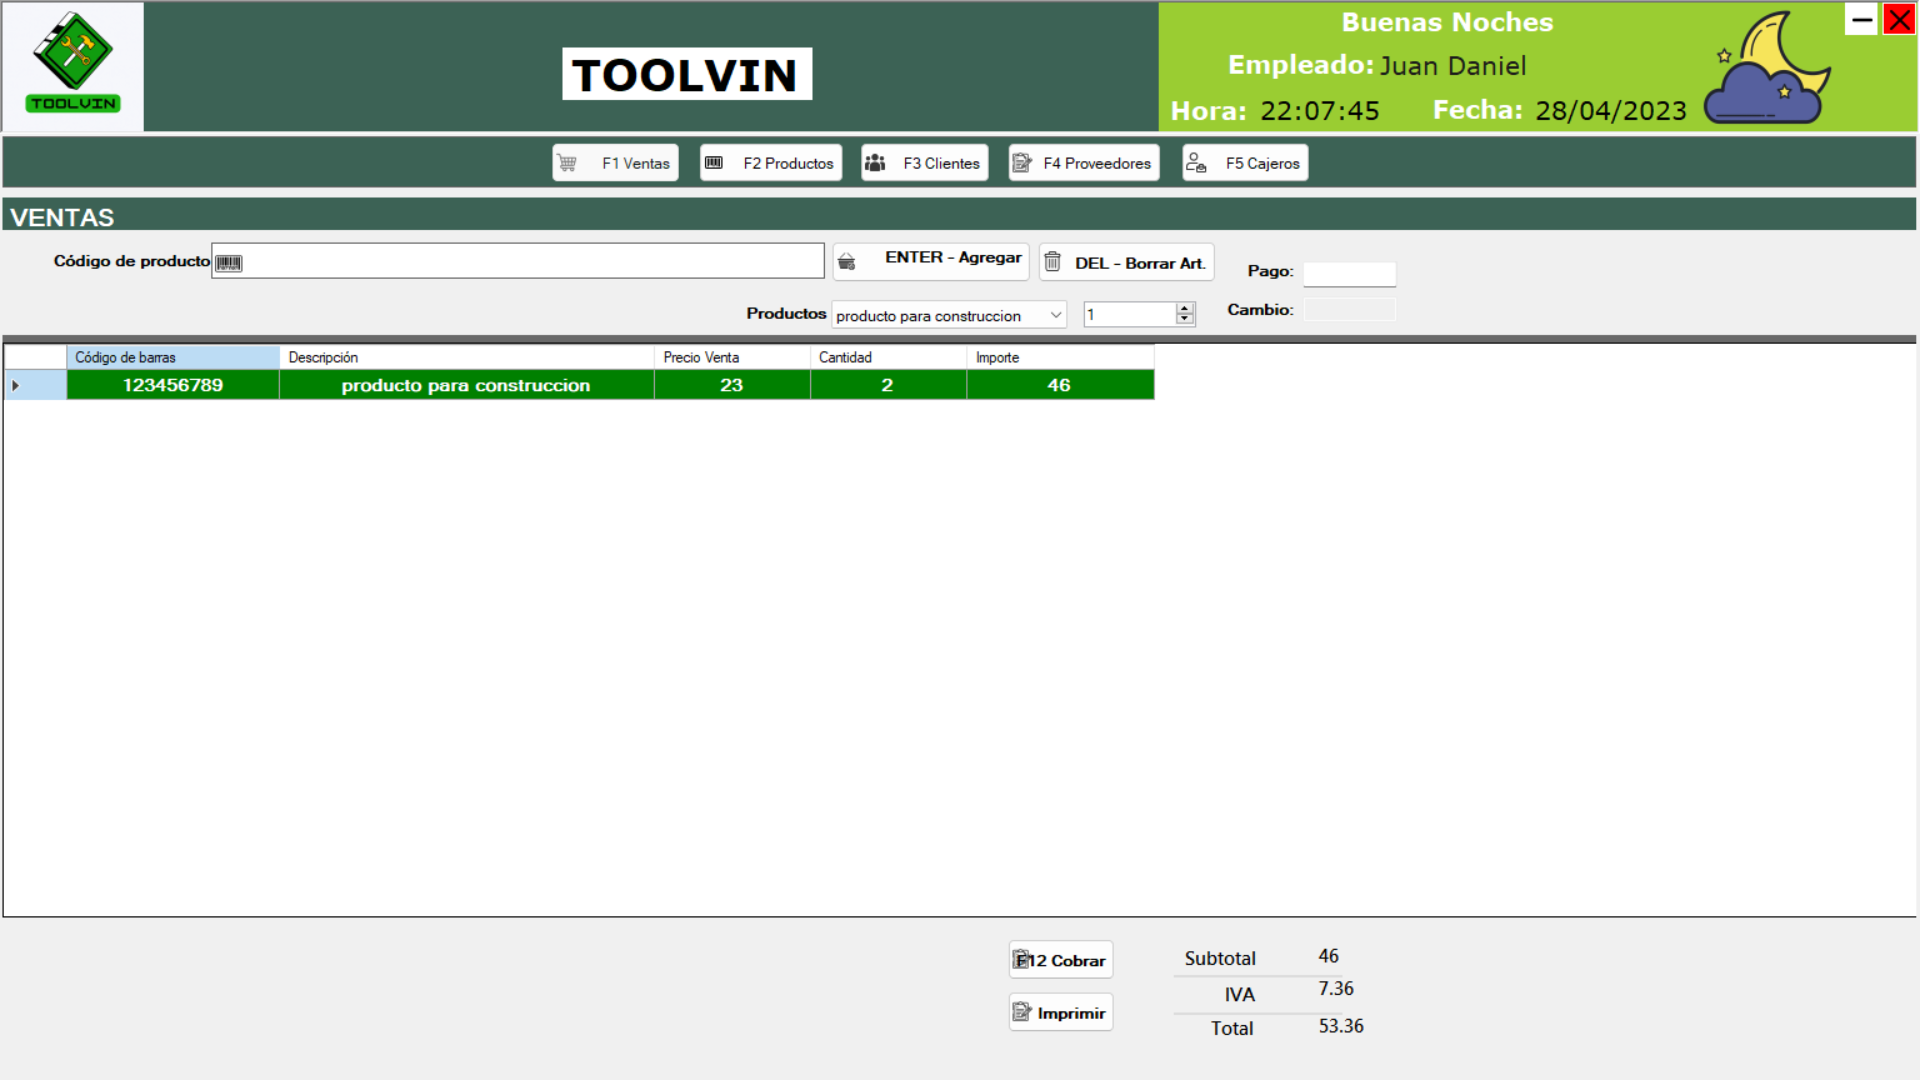 TOOLVIN
TOOLVIN
Buenas Noches
Empleado: Juan Daniel
Hora: 22:07:45 Fecha: 28/04/2023
F1 Ventas F2 Productos F3 Clientes F4 Proveedores F5 Cajeros
VENTAS
Código de producto ENTER - Agregar DEL - Borrar Art. Pago:
Productos producto para construccion 1 Cambio:
Código de barras Descripción Precio Venta Cantidad Importe
123456789 producto para construccion 23 2 46
F12 Cobrar Subtotal 46
IVA 7.36
Imprimir Total 53.36